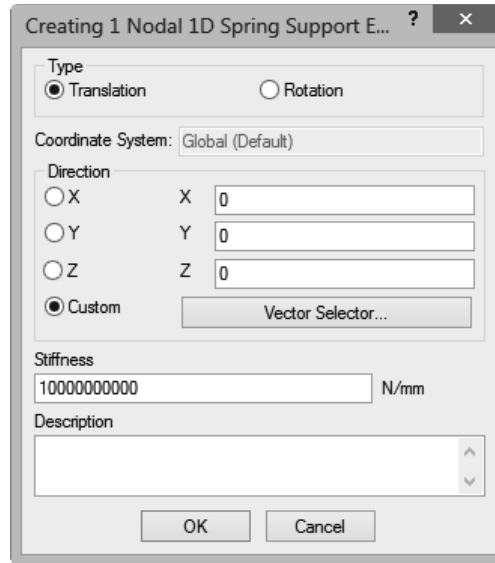 Creating 1 Nodal 1D Spring Support E... ? ×
Type
Translation Rotation
Coordinate System: Global (Default)
Direction
X X 0
Y Y 0
Z Z 0
Custom Vector Selector...
Stiffness
10000000000 N/mm
Description
OK Cancel